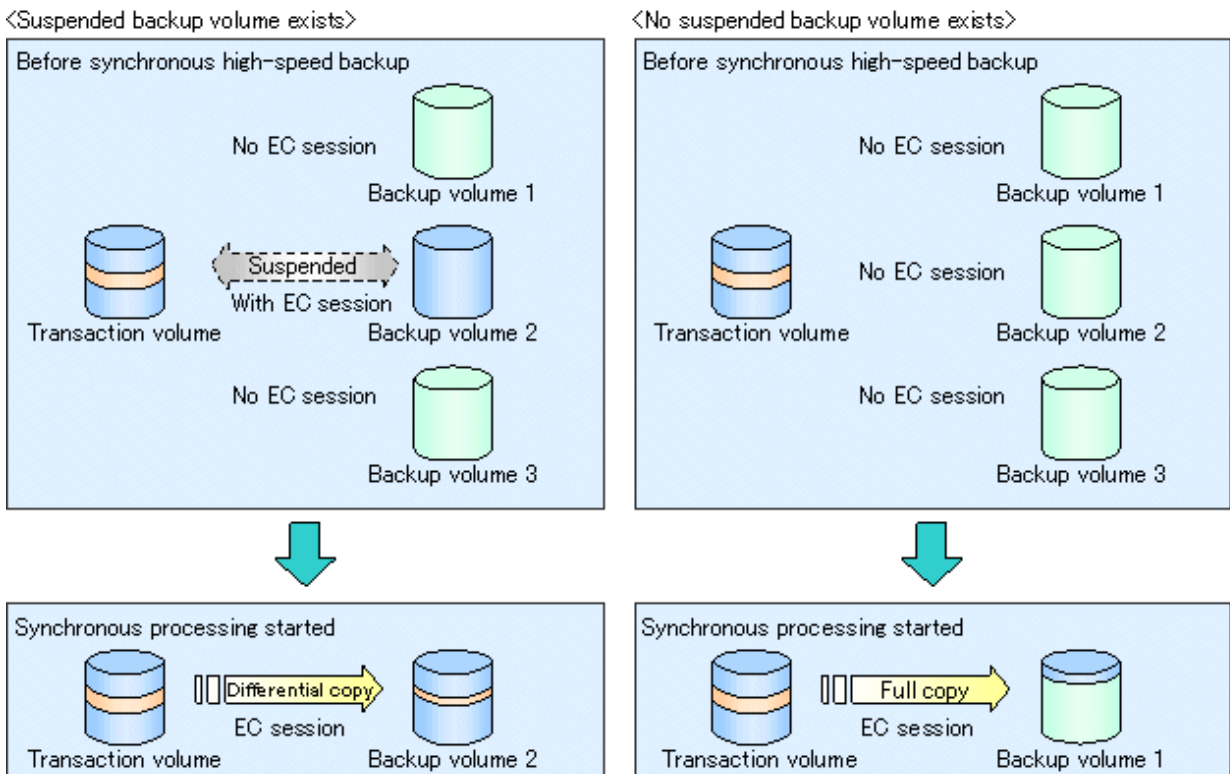 <Suspended backup volume exists>
Before synchronous high-speed backup
No EC session
Backup volume 1
Suspended
With EC session
Transaction volume
Backup volume 2
No EC session
Backup volume 3
Synchronous processing started
Differential copy
EC session
Transaction volume
Backup volume 2
<No suspended backup volume exists>
Before synchronous high-speed backup
No EC session
Backup volume 1
No EC session
Transaction volume
Backup volume 2
No EC session
Backup volume 3
Synchronous processing started
Full copy
EC session
Transaction volume
Backup volume 1